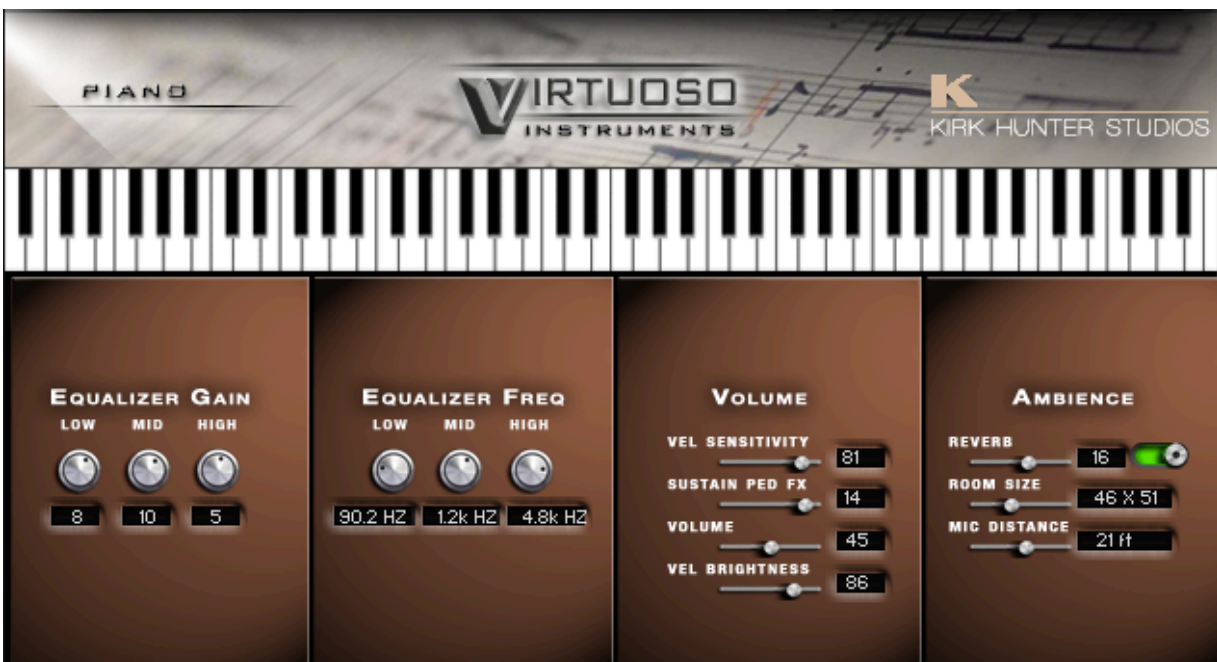 PIANO
VIRTUOSO
INSTRUMENTS
K
KIRK HUNTER STUDIOS
EQUALIZER GAIN
LOW MID HIGH
8 10 5
EQUALIZER FREQ
LOW MID HIGH
90.2 HZ 1.2k HZ 4.8k HZ
VOLUME
VEL SENSITIVITY 81
SUSTAIN PED FX 14
VOLUME 45
VEL BRIGHTNESS 86
AMBIENCE
REVERB 16
ROOM SIZE 46 X 51
MIC DISTANCE 21 ft